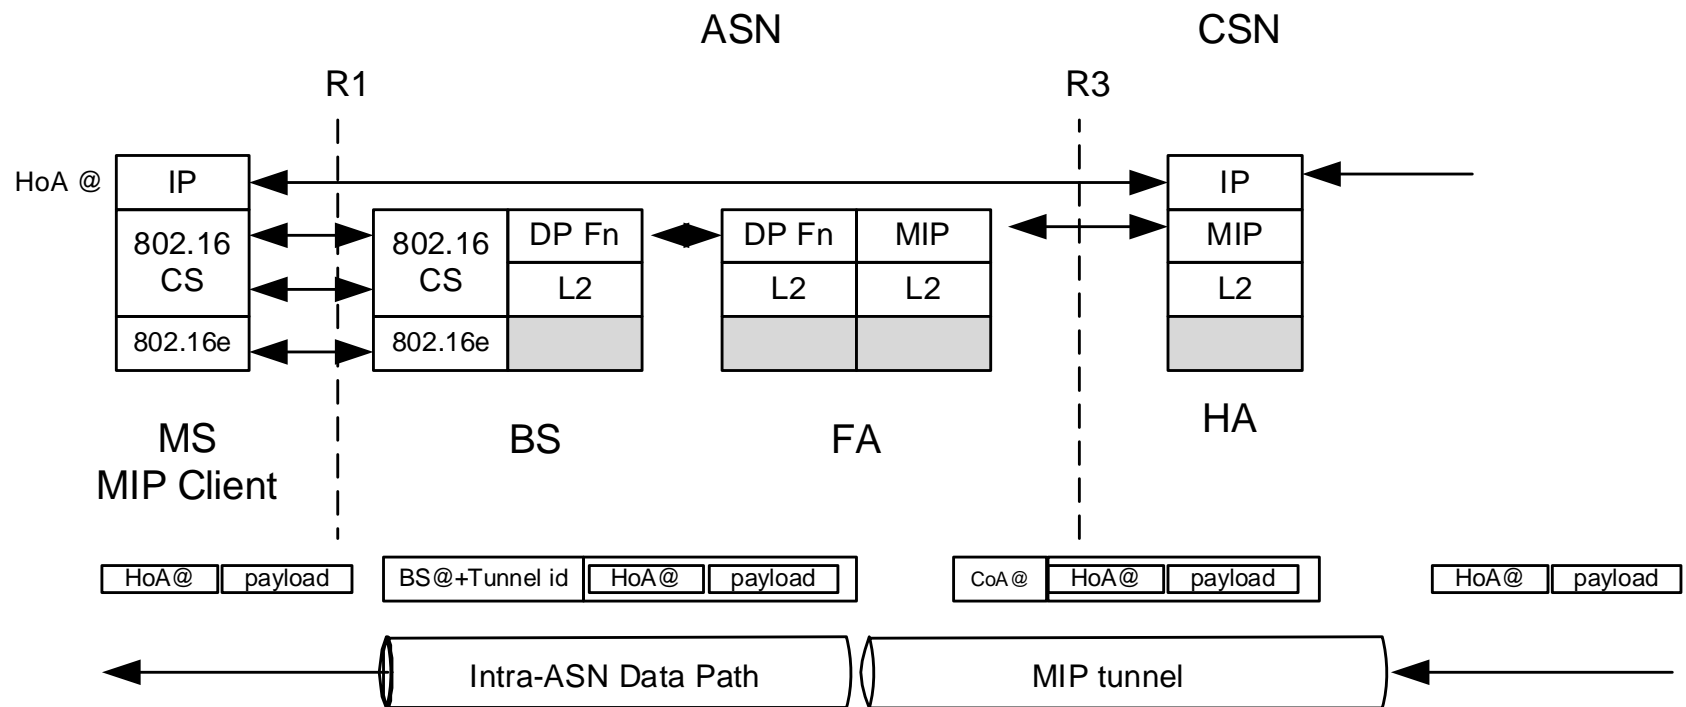 ASN
CSN
R1
R3
HoA @
IP
IP
802.16
CS
802.16
CS
DP Fn
DP Fn
MIP
MIP
L2
L2
L2
L2
802.16e
802.16e
MS
MIP Client
BS
FA
HA
HoA@ payload
BS@+Tunnel id HoA@ payload
CoA@ HoA@ payload
HoA@ payload
Intra-ASN Data Path
MIP tunnel